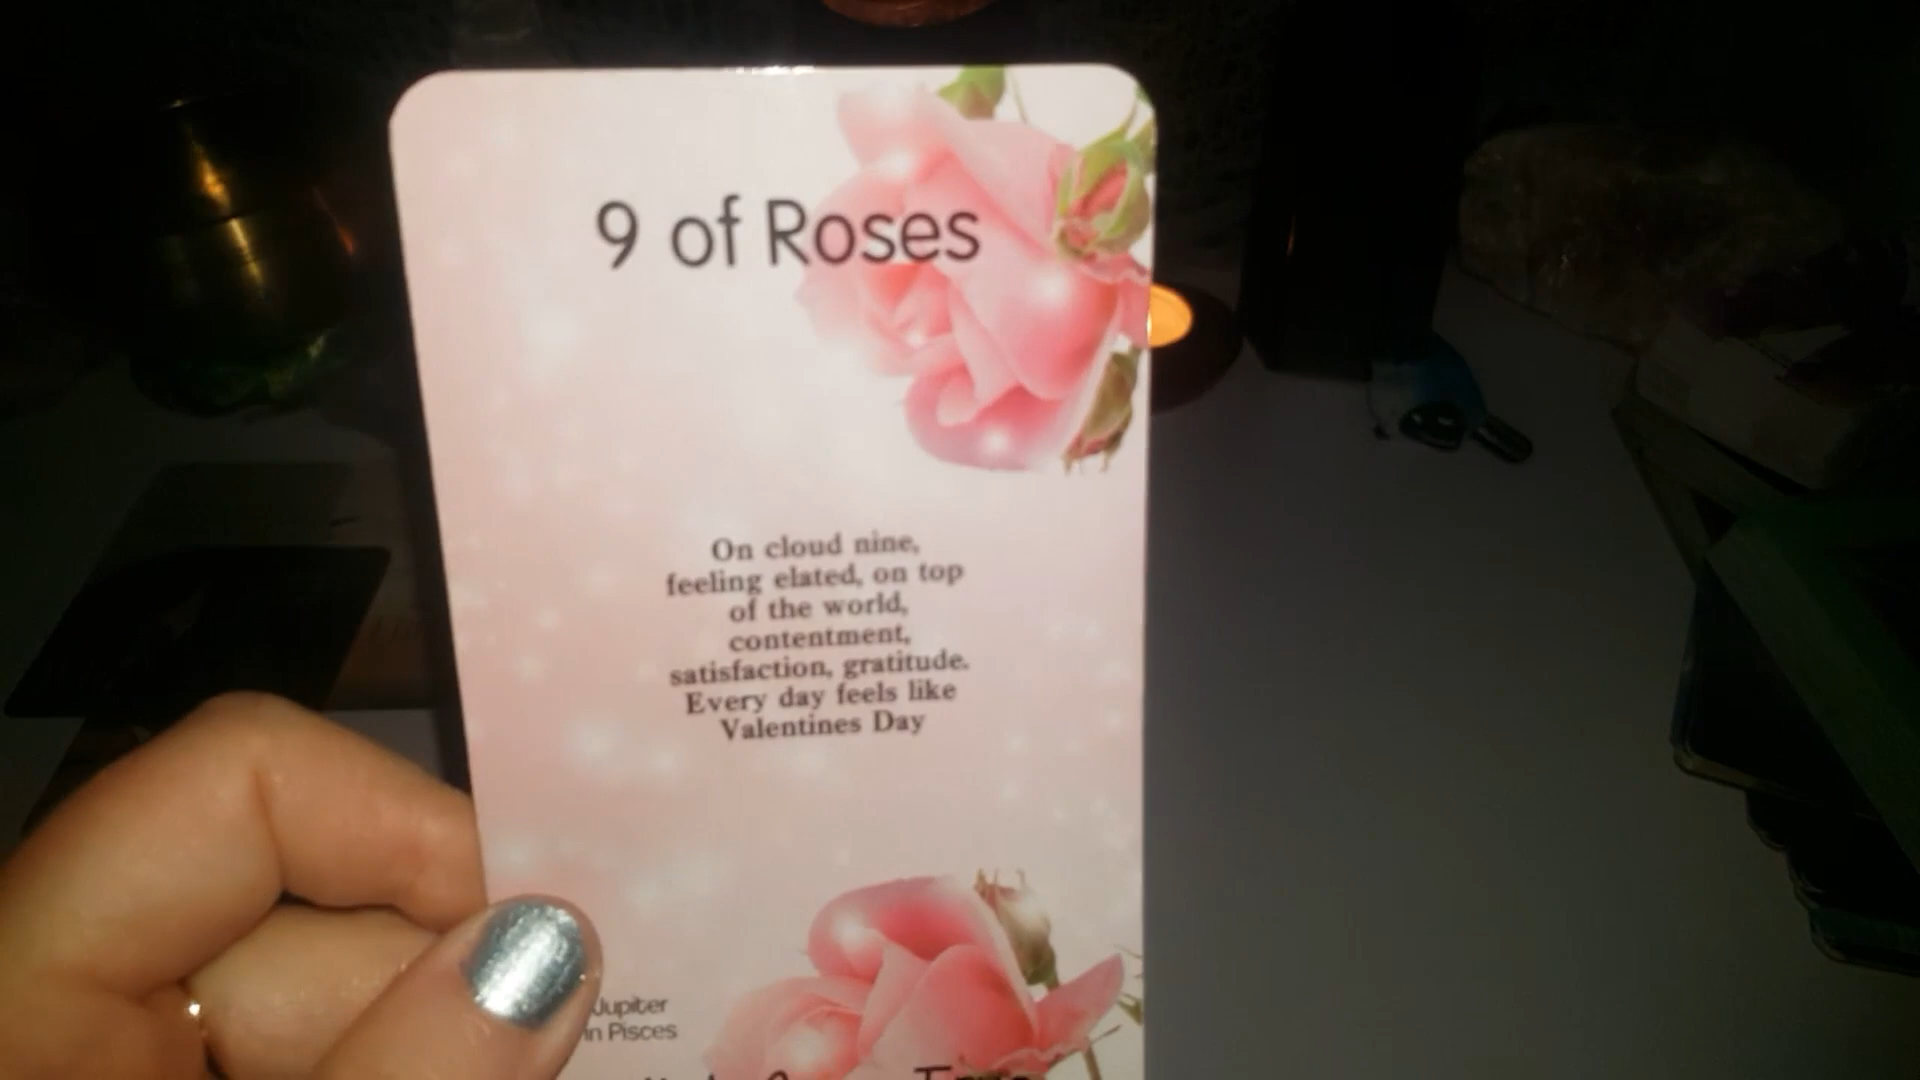 9 of Roses
On cloud nine,
feeling elated, on top
of the world,
contentment,
satisfaction, gratitude.
Every day feels like
Valentines Day
Jupiter
in Pisces